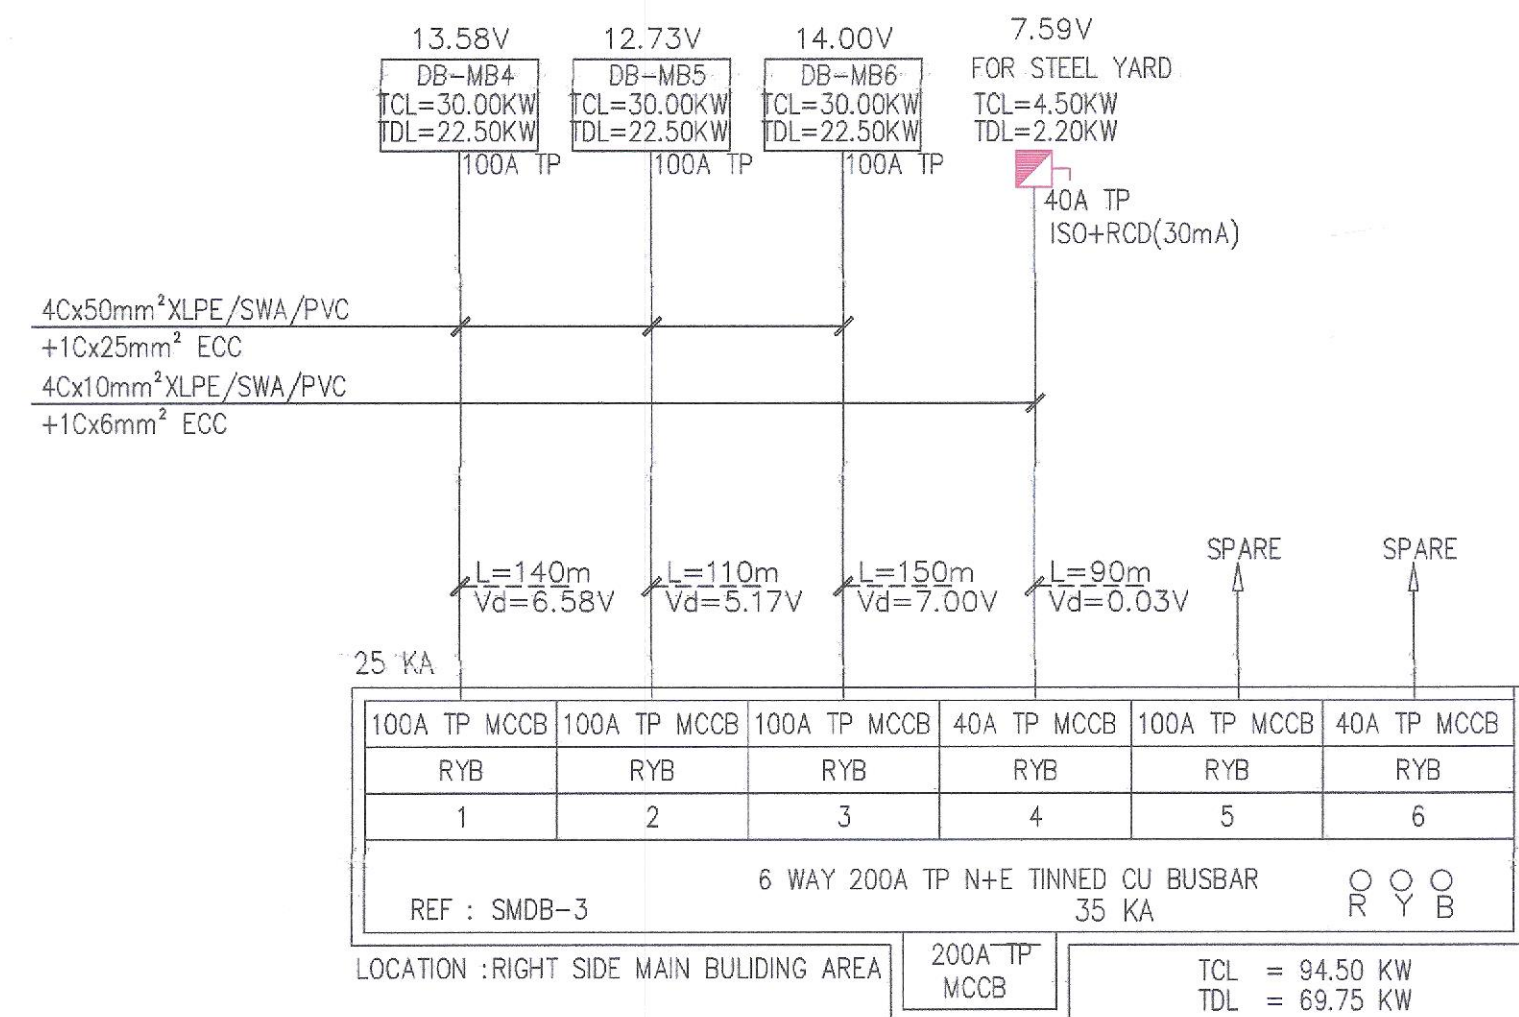 13.58V
12.73V
14.00V
7.59V
DB-MB4
TCL=30.00KW
TDL=22.50KW
100A TP
DB-MB5
TCL=30.00KW
TDL=22.50KW
100A TP
DB-MB6
TCL=30.00KW
TDL=22.50KW
100A TP
FOR STEEL YARD
TCL=4.50KW
TDL=2.20KW
40A TP
ISO+RCD(30mA)
4Cx50mm²XLPE/SWA/PVC
+1Cx25mm² ECC
4Cx10mm²XLPE/SWA/PVC
+1Cx6mm² ECC
L=140m
Vd=6.58V
L=110m
Vd=5.17V
L=150m
Vd=7.00V
L=90m
Vd=0.03V
SPARE
SPARE
25 KA
100A TP MCCB 100A TP MCCB 100A TP MCCB 40A TP MCCB 100A TP MCCB 40A TP MCCB
RYB RYB RYB RYB RYB RYB
1 2 3 4 5 6
6 WAY 200A TP N+E TINNED CU BUSBAR
35 KA
REF : SMDB-3
R Y B
LOCATION :RIGHT SIDE MAIN BULIDING AREA
200A TP
MCCB
TCL = 94.50 KW
TDL = 69.75 KW